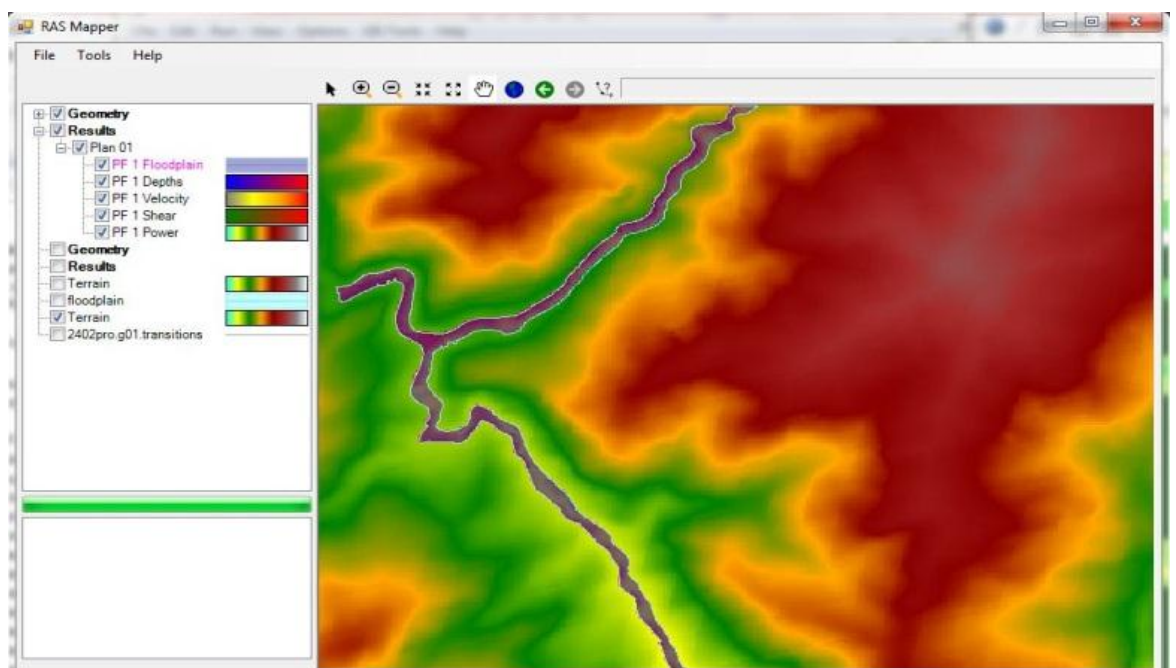 RAS Mapper
File Tools Help
Geometry
Results
Plan 01
PF 1 Floodplain
PF 1 Depths
PF 1 Velocity
PF 1 Shear
PF 1 Power
Geometry
Results
Terrain
floodplain
Terrain
2402pro.g01.transitions